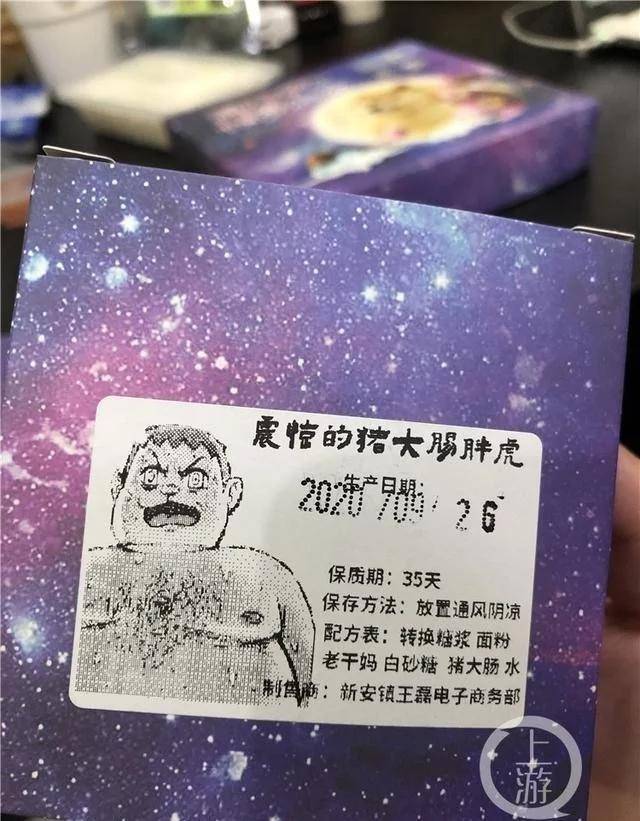 震惊的猪大肠胖虎
生产日期：
2020/09/26
保质期：35天
保存方法：放置通风阴凉
配方表：转换糖浆 面粉
老干妈 白砂糖 猪大肠 水
制售商：新安镇王磊电子商务部
上游